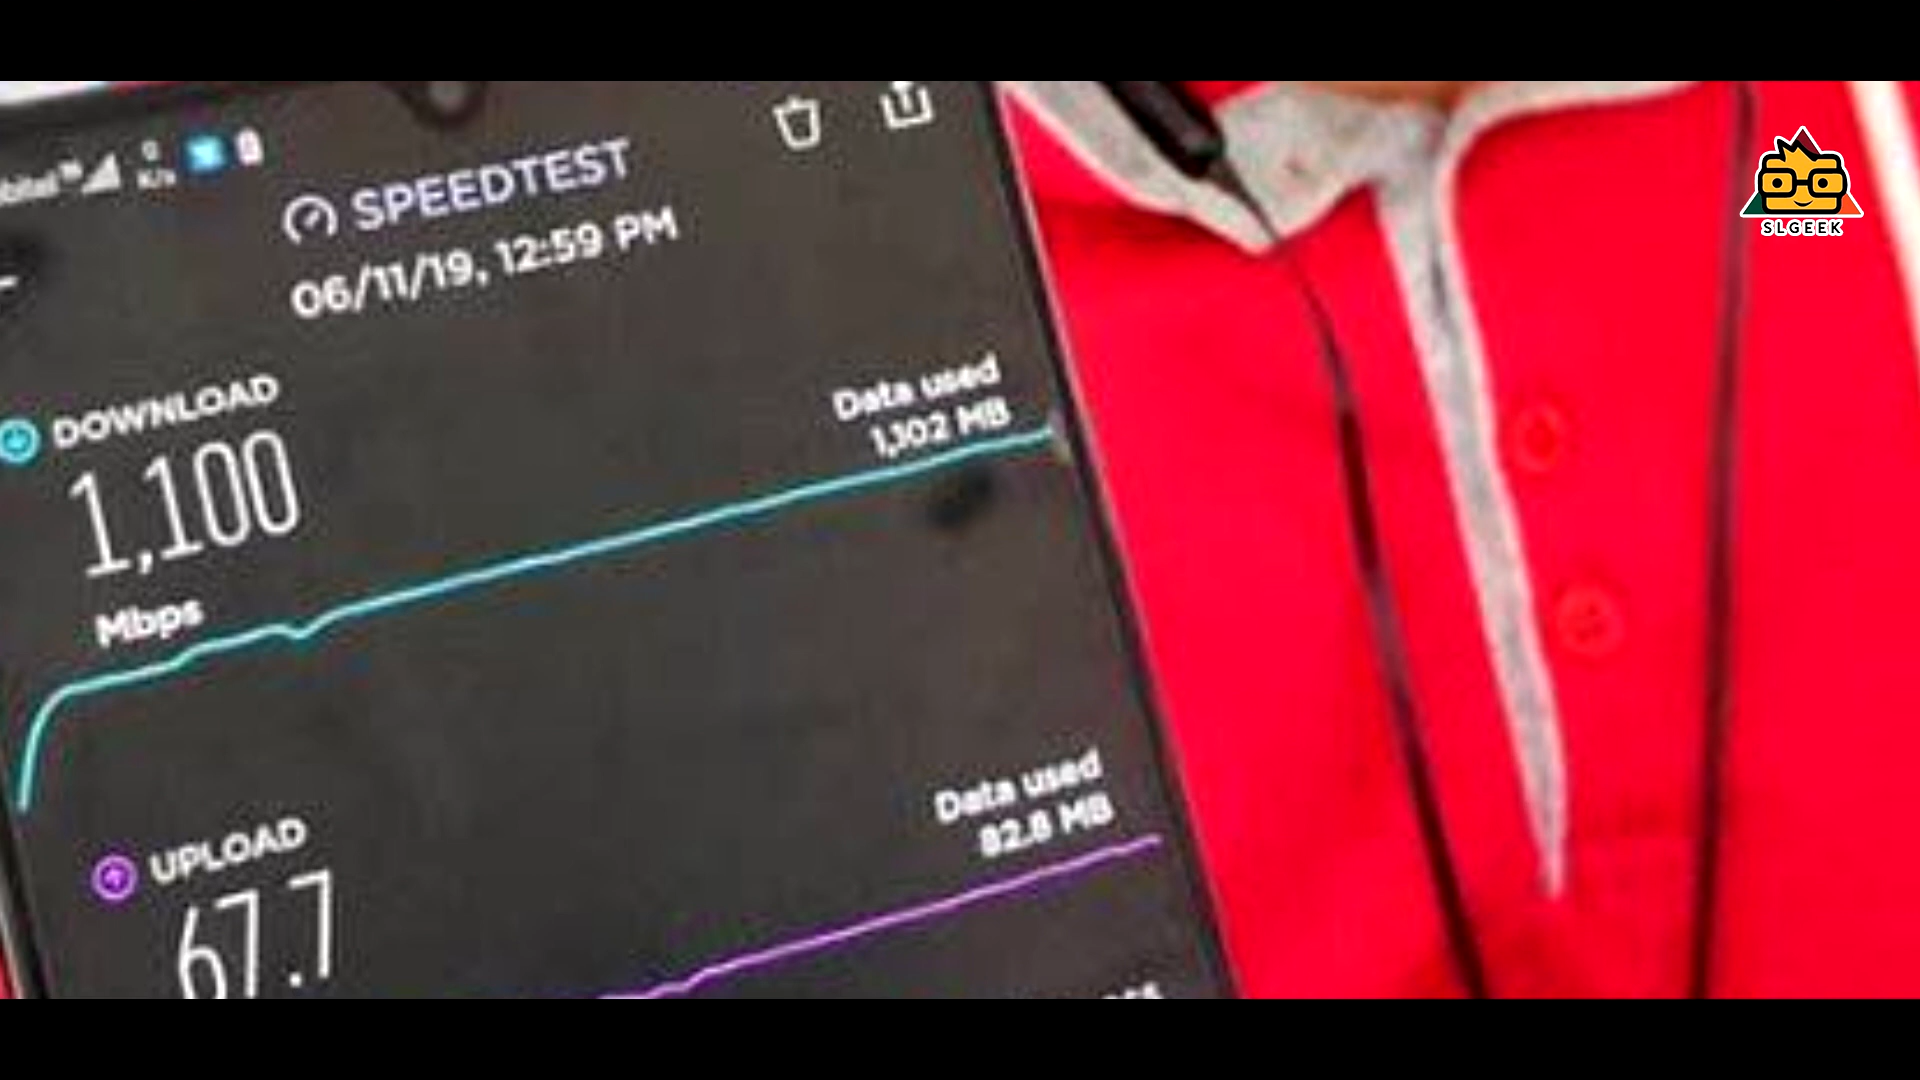 SLGEEK
SPEEDTEST
06/11/19, 12:59 PM
DOWNLOAD
Data used
1,102 MB
1,100
Mbps
UPLOAD
Data used
82.8 MB
67.7